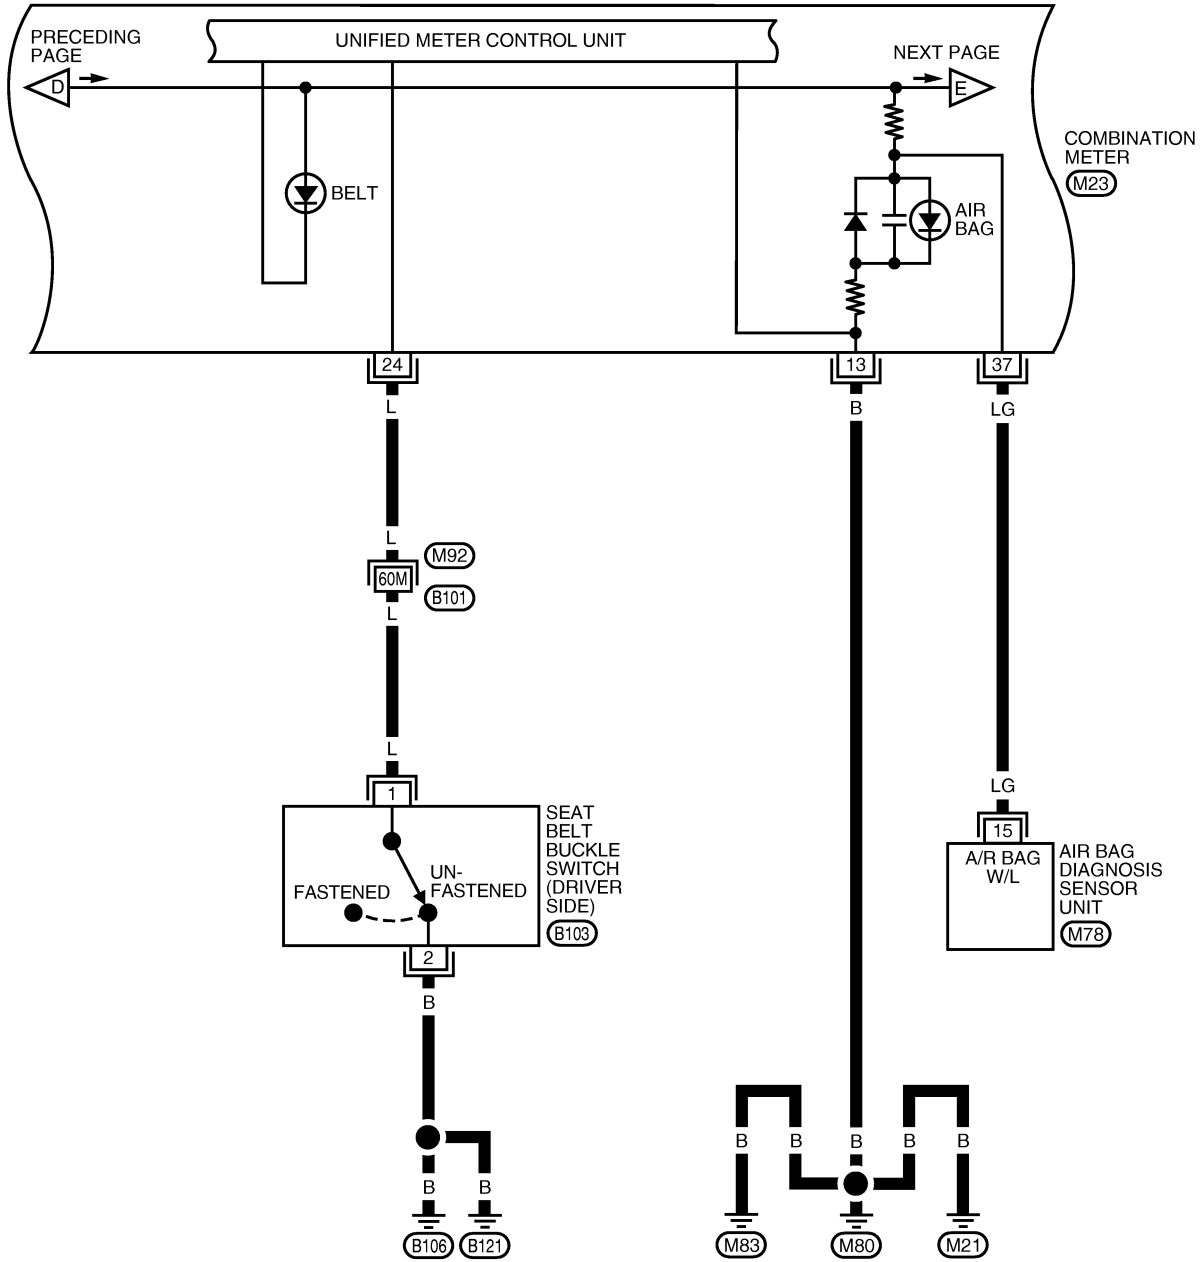 PRECEDING
PAGE
D
UNIFIED METER CONTROL UNIT
NEXT PAGE
E
COMBINATION
METER
M23
BELT
AIR
BAG
24
13
37
L
B
LG
L
M92
60M
B101
L
L
LG
1
15
SEAT
BELT
BUCKLE
SWITCH
(DRIVER
SIDE)
B103
UN-
FASTENED
FASTENED
A/R BAG
W/L
AIR BAG
DIAGNOSIS
SENSOR
UNIT
M78
2
B
B
B
B
B
B
B
B
B106
B121
M83
M80
M21